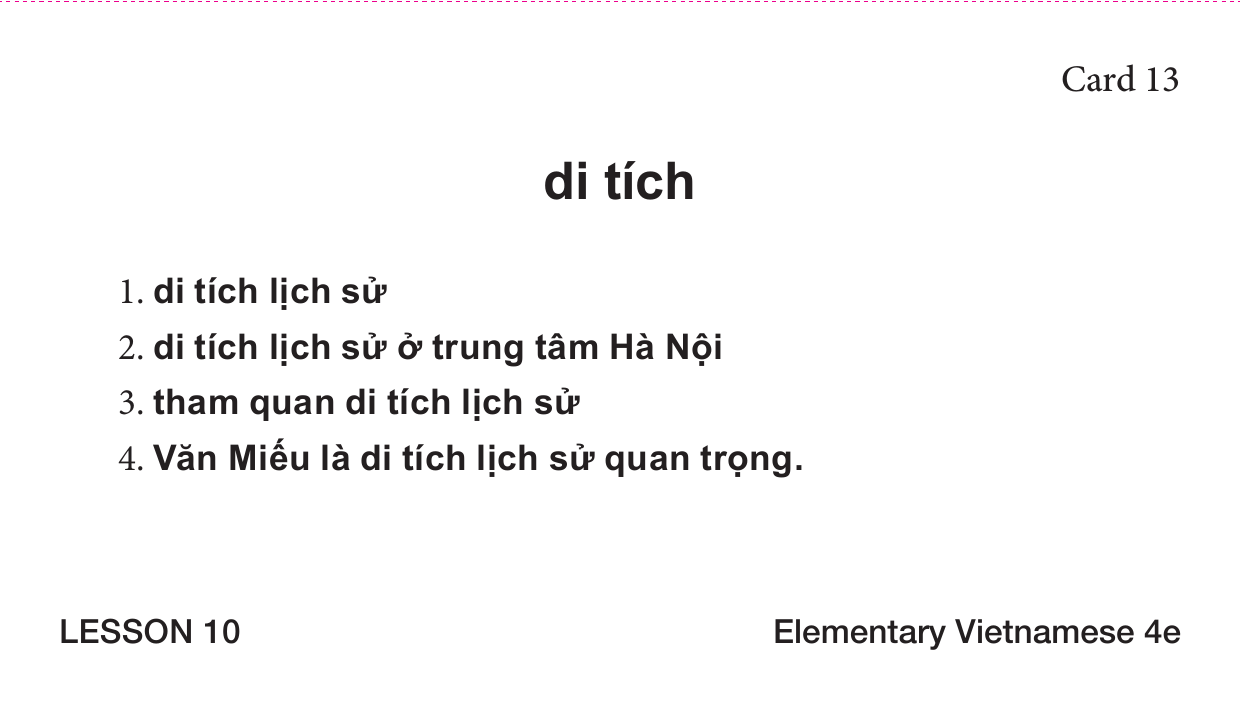 Card 13
di tích
1. di tích lịch sử
2. di tích lịch sử ở trung tâm Hà Nội
3. tham quan di tích lịch sử
4. Văn Miếu là di tích lịch sử quan trọng.
LESSON 10 Elementary Vietnamese 4e